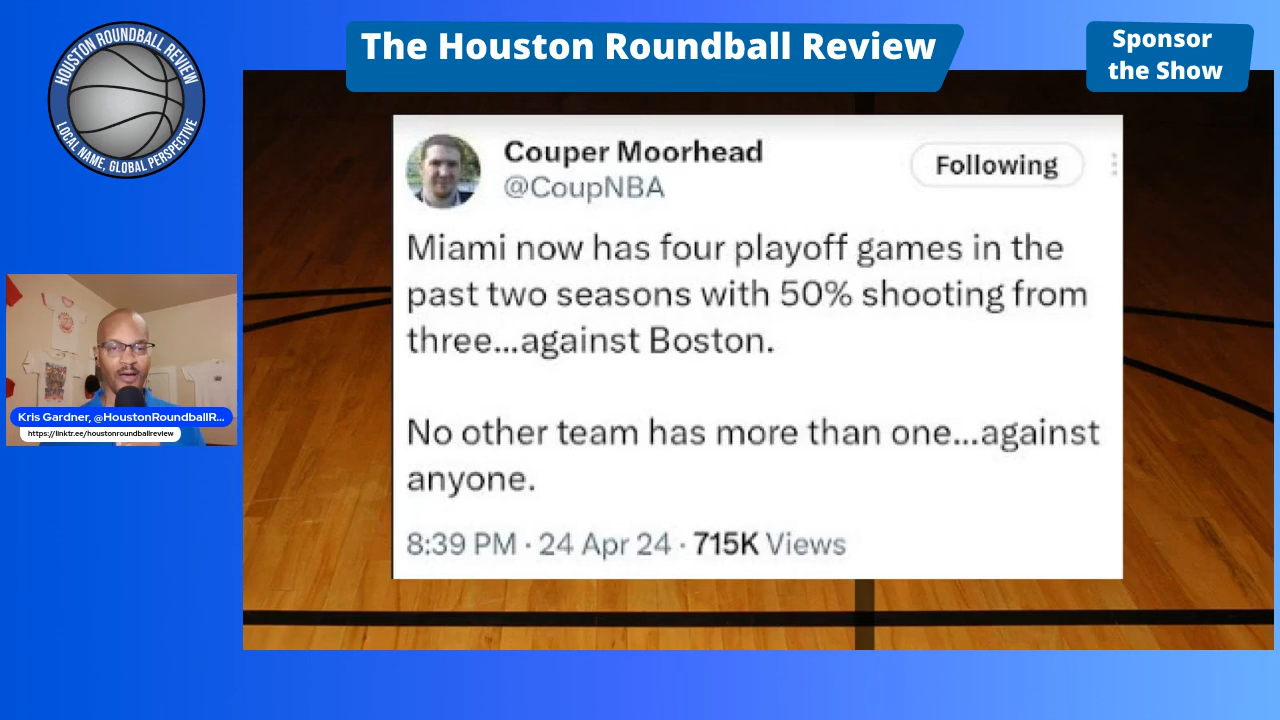 HOUSTON ROUNDBALL REVIEW
LOCAL NAME, GLOBAL PERSPECTIVE
The Houston Roundball Review
Sponsor
the Show
Couper Moorhead
@CoupNBA
Following
Miami now has four playoff games in the
past two seasons with 50% shooting from
three...against Boston.
No other team has more than one...against
anyone.
8:39 PM · 24 Apr 24 · 715K Views
Kris Gardner, @HoustonRoundballR...
https://linktr.ee/houstonroundballreview